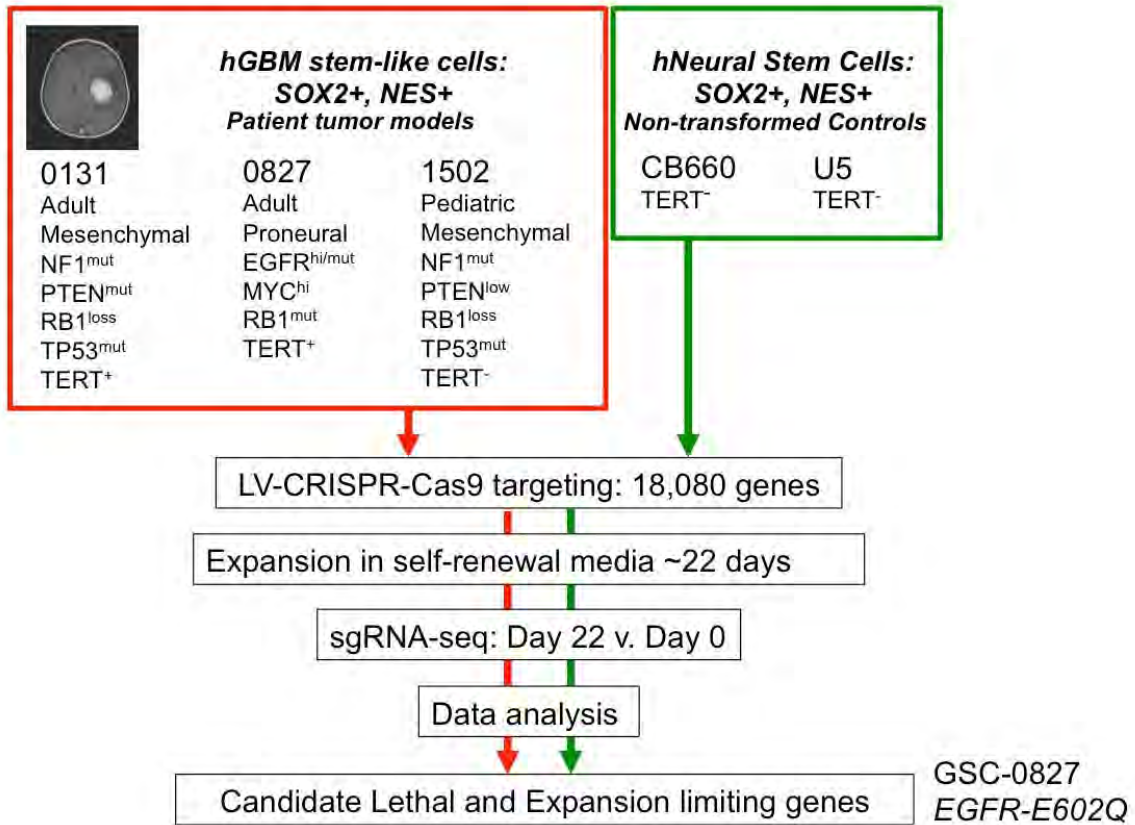 hGBM stem-like cells:
SOX2+, NES+
Patient tumor models
0131
Adult
Mesenchymal
NF1mut
PTENmut
RB1loss
TP53mut
TERT+
0827
Adult
Proneural
EGFRhi/mut
MYChi
RB1mut
TERT+
1502
Pediatric
Mesenchymal
NF1mut
PTENlow
RB1loss
TP53mut
TERT-
hNeural Stem Cells:
SOX2+, NES+
Non-transformed Controls
CB660
TERT-
U5
TERT-
LV-CRISPR-Cas9 targeting: 18,080 genes
Expansion in self-renewal media ~22 days
sgRNA-seq: Day 22 v. Day 0
Data analysis
Candidate Lethal and Expansion limiting genes
GSC-0827
EGFR-E602Q